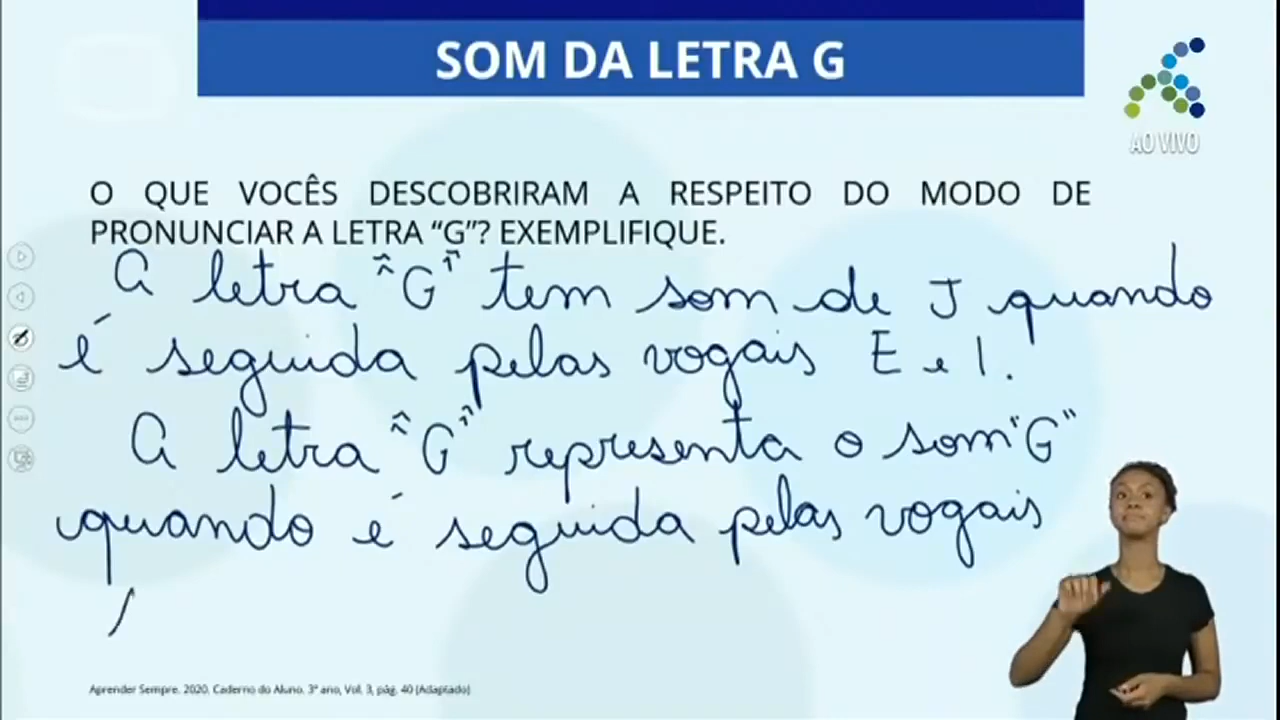 SOM DA LETRA G
AO VIVO
O QUE VOCÊS DESCOBRIRAM A RESPEITO DO MODO DE
PRONUNCIAR A LETRA “G”? EXEMPLIFIQUE.
A letra "G" tem som de J quando
é seguida pelas vogais E e I.
A letra "G" representa o som "G"
quando é seguida pelas vogais
Aprender Sempre. 2020. Caderno do Aluno. 3º ano, Vol. 3, pág. 40 (Adaptado)